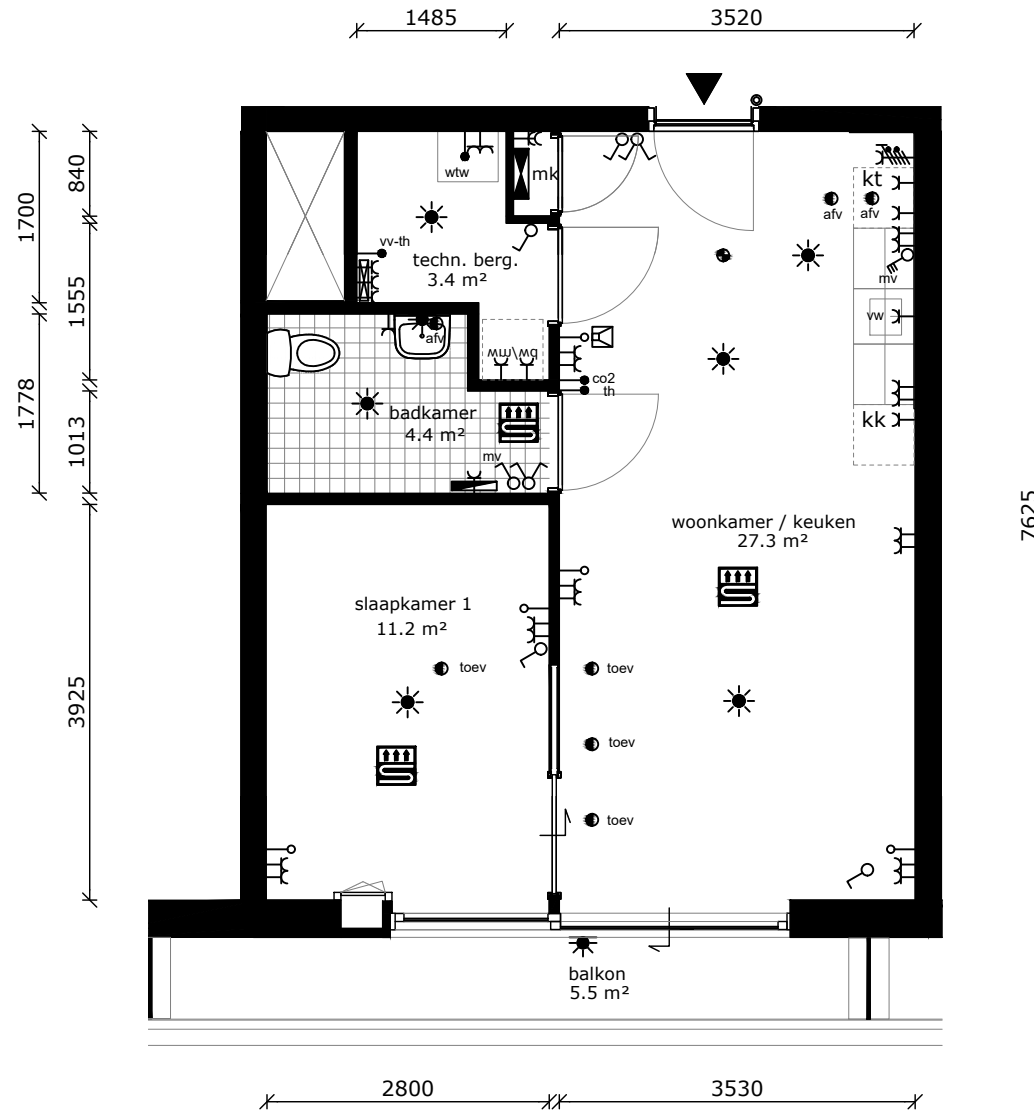 1485
3520
840
1700
1555
1778
1013
3925
7625
wtw
mk
kt
afv
afv
vv-th
techn. berg.
3.4 m²
mv
vw
afv
wm/wd
co2
th
badkamer
4.4 m²
kk
mv
woonkamer / keuken
27.3 m²
slaapkamer 1
11.2 m²
toev
toev
toev
toev
balkon
5.5 m²
2800
3530